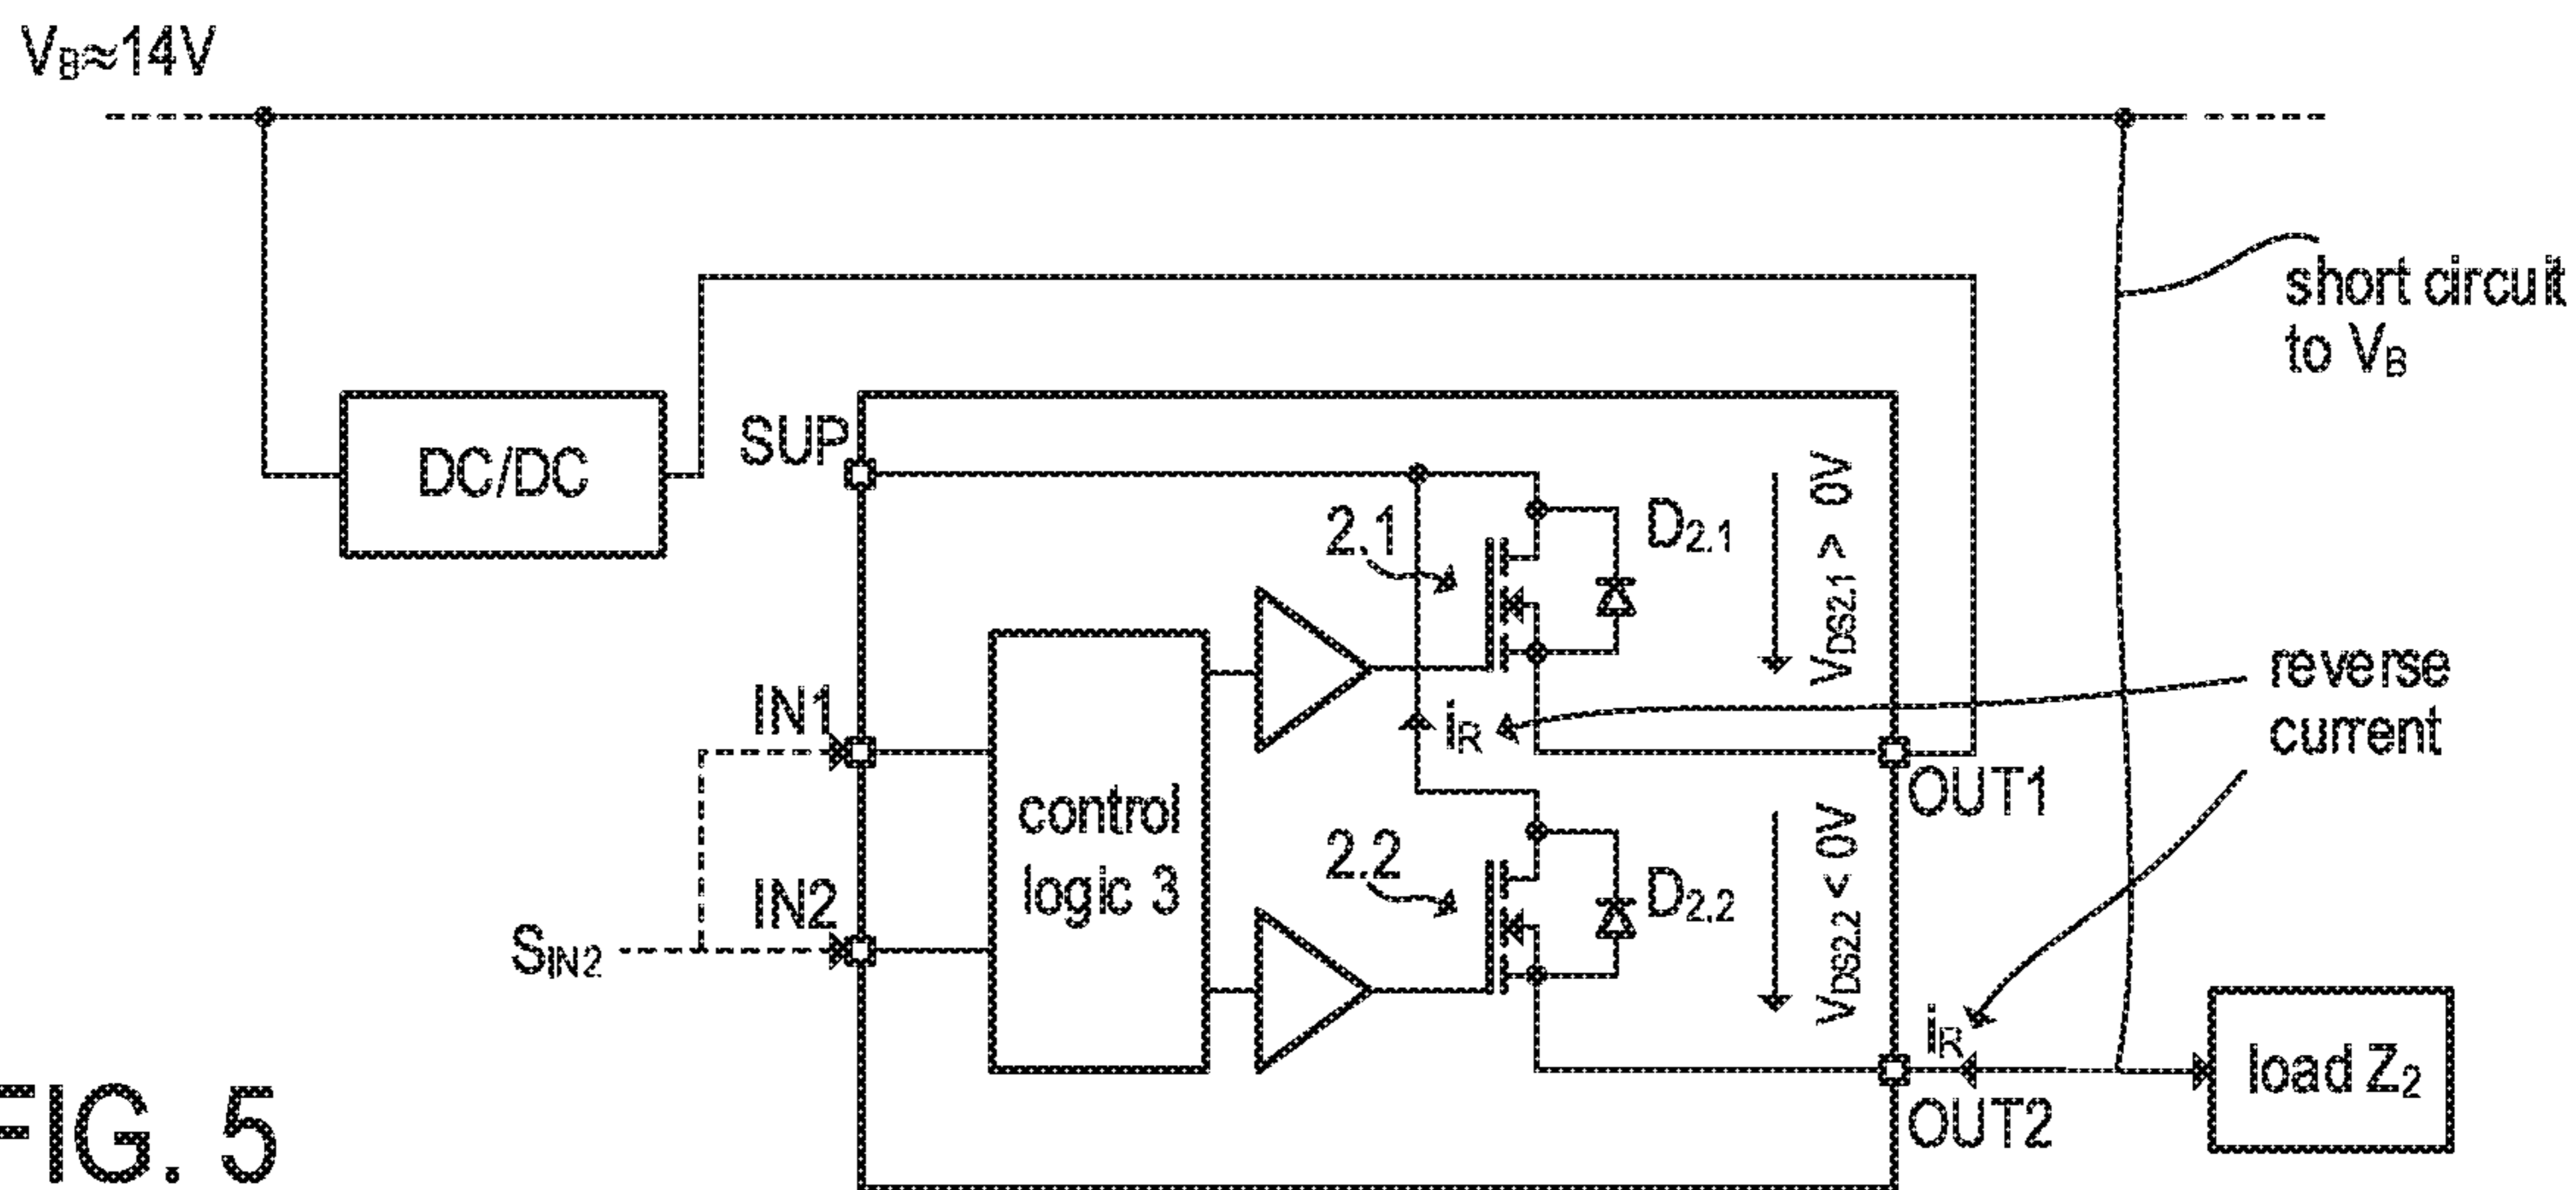 VB≈14V
short circuit
to VB
DC/DC
SUP
2.1
D2.1
VDS2.1 > 0V
reverse
current
IN1
iR
OUT1
control
logic 3
2.2
D2.2
VDS2.2 < 0V
IN2
SIN2
iR
load Z2
OUT2
FIG. 5